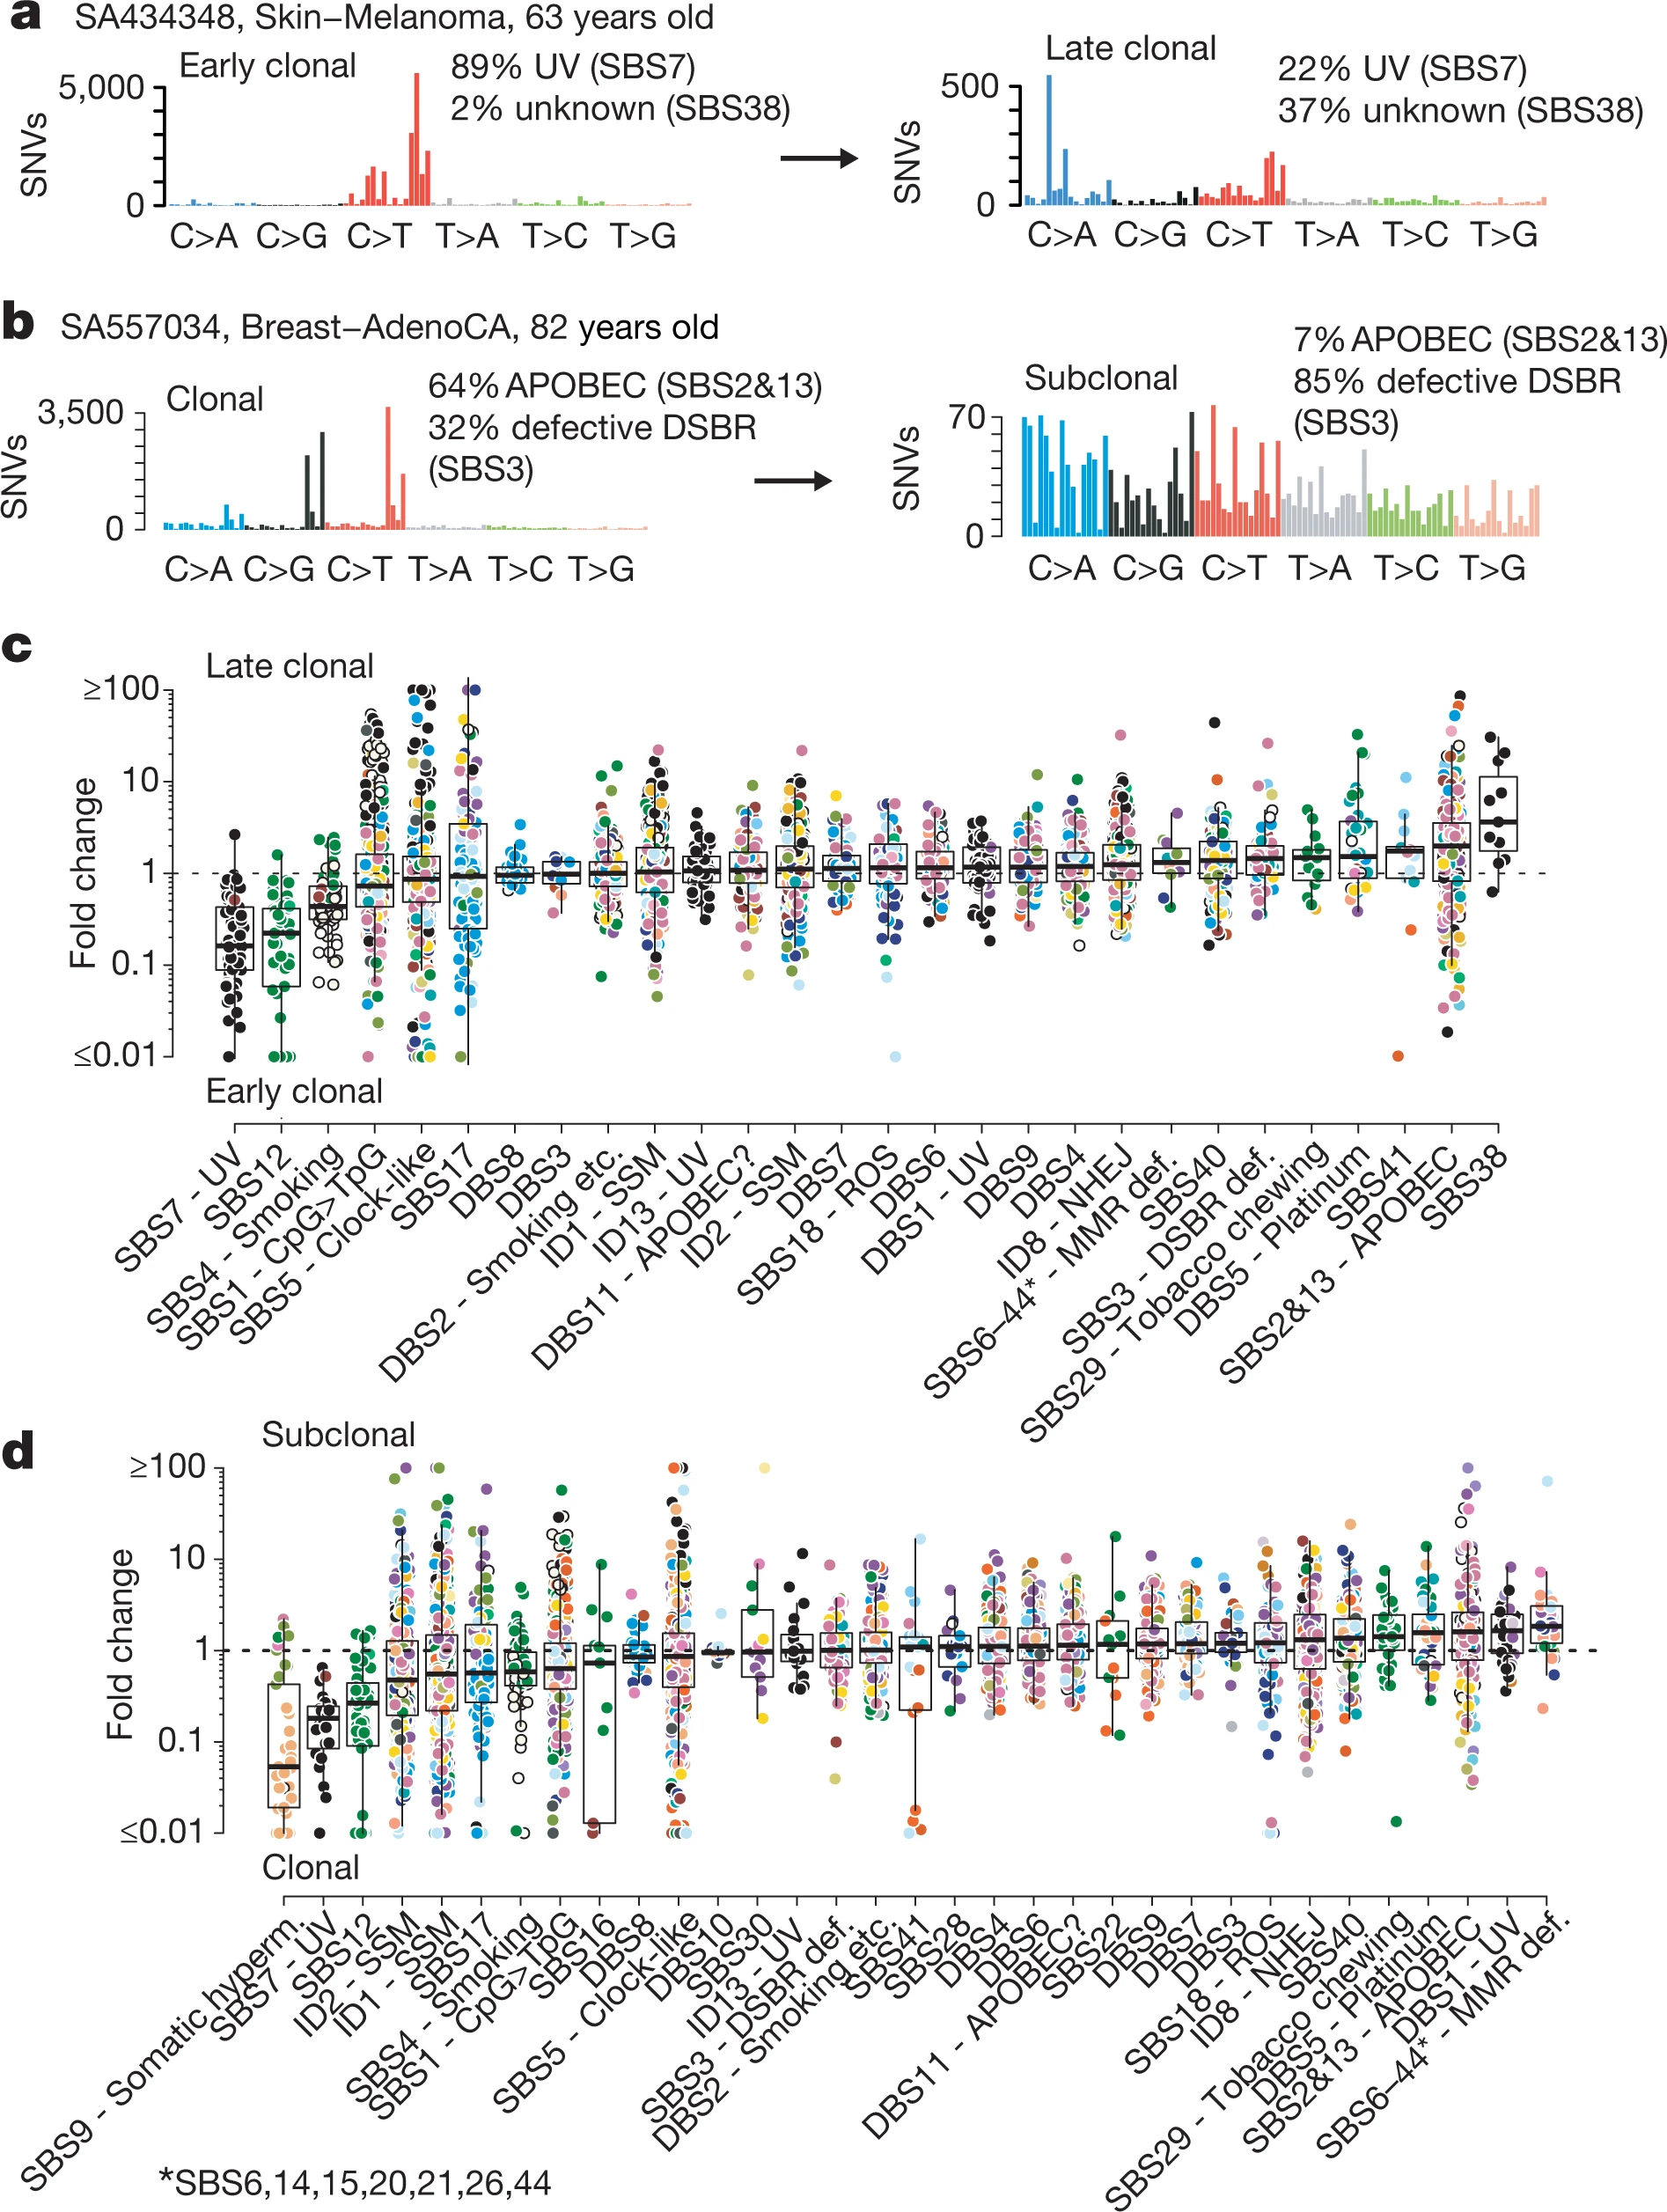 a SA434348, Skin–Melanoma, 63 years old
Early clonal
89% UV (SBS7)
2% unknown (SBS38)
5,000
0
SNVs
C>A C>G C>T T>A T>C T>G
Late clonal
22% UV (SBS7)
37% unknown (SBS38)
500
0
SNVs
C>A C>G C>T T>A T>C T>G
b SA557034, Breast–AdenoCA, 82 years old
Clonal
64% APOBEC (SBS2&13)
32% defective DSBR
(SBS3)
3,500
0
SNVs
C>A C>G C>T T>A T>C T>G
Subclonal
7% APOBEC (SBS2&13)
85% defective DSBR
(SBS3)
70
0
SNVs
C>A C>G C>T T>A T>C T>G
c
Late clonal
≥100
10
1
0.1
≤0.01
Fold change
Early clonal
SBS7 - UV
SBS12
SBS4 - Smoking
SBS1 - CpG>TpG
SBS5 - Clock-like
SBS17
DBS8
DBS3
DBS2 - Smoking etc.
ID1 - SSM
ID13 - UV
DBS11 - APOBEC?
ID2 - SSM
DBS7
SBS18 - ROS
DBS6
DBS1 - UV
DBS9
DBS4
ID8 - NHEJ
SBS6–44* - MMR def.
SBS40
SBS3 - DSBR def.
SBS29 - Tobacco chewing
DBS5 - Platinum
SBS41
SBS2&13 - APOBEC
SBS38
d
Subclonal
≥100
10
1
0.1
≤0.01
Fold change
Clonal
SBS9 - Somatic hyperm.
SBS7 - UV
SBS12
ID2 - SSM
ID1 - SSM
SBS17
SBS4 - Smoking
SBS1 - CpG>TpG
SBS16
DBS8
SBS5 - Clock-like
DBS10
SBS30
ID13 - UV
SBS3 - DSBR def.
DBS2 - Smoking etc.
SBS41
SBS28
DBS4
DBS6
DBS11 - APOBEC?
SBS22
DBS9
DBS7
DBS3
SBS18 - ROS
ID8 - NHEJ
SBS40
SBS29 - Tobacco chewing
DBS5 - Platinum
SBS2&13 - APOBEC
DBS1 - UV
SBS6–44* - MMR def.
*SBS6,14,15,20,21,26,44